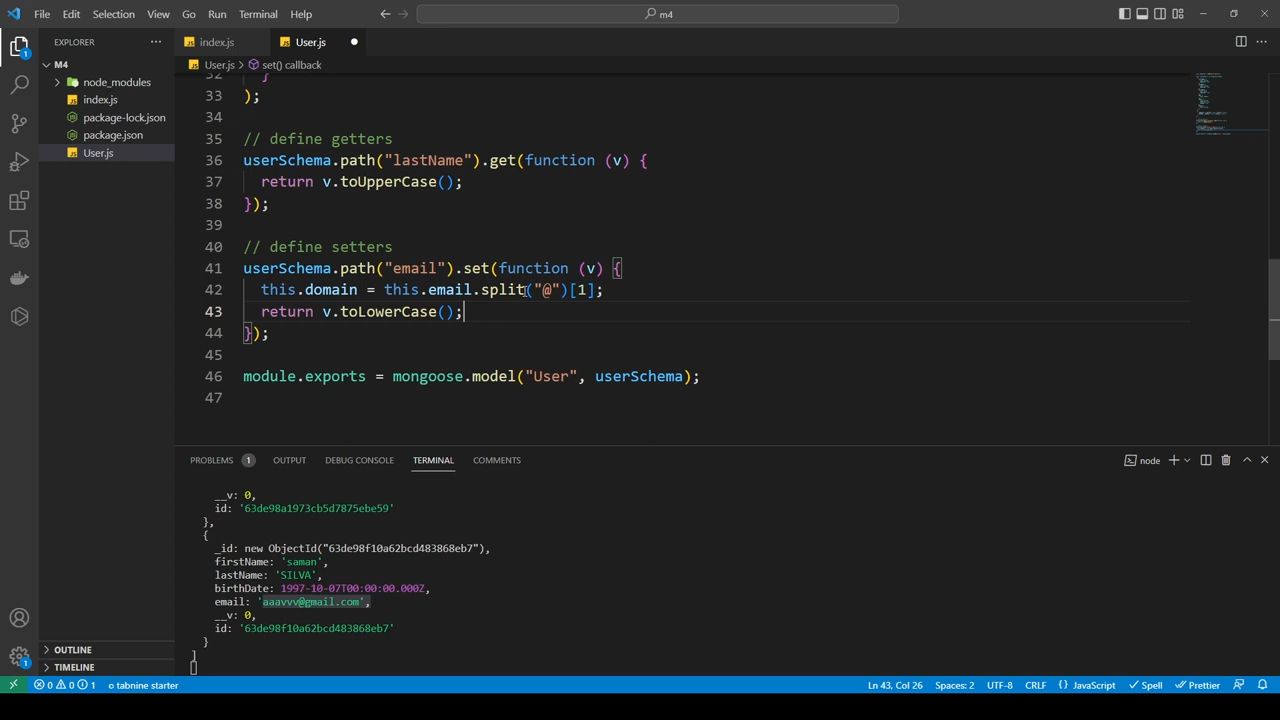 File Edit Selection View Go Run Terminal Help m4
EXPLORER
M4
node_modules
index.js
package-lock.json
package.json
User.js
OUTLINE
TIMELINE
index.js User.js
User.js > set() callback
32 }
33 );
34
35 // define getters
36 userSchema.path("lastName").get(function (v) {
37 return v.toUpperCase();
38 });
39
40 // define setters
41 userSchema.path("email").set(function (v) {
42 this.domain = this.email.split("@")[1];
43 return v.toLowerCase();
44 });
45
46 module.exports = mongoose.model("User", userSchema);
47
PROBLEMS 1 OUTPUT DEBUG CONSOLE TERMINAL COMMENTS node
__v: 0,
id: '63de98a1973cb5d7875ebe59'
},
{
_id: new ObjectId("63de98f10a62bcd483868eb7"),
firstName: 'saman',
lastName: 'SILVA',
birthDate: 1997-10-07T00:00:00.000Z,
email: 'aaavvv@gmail.com',
__v: 0,
id: '63de98f10a62bcd483868eb7'
}
]
0 0 1 tabnine starter Ln 43, Col 26 Spaces: 2 UTF-8 CRLF {} JavaScript Spell Prettier